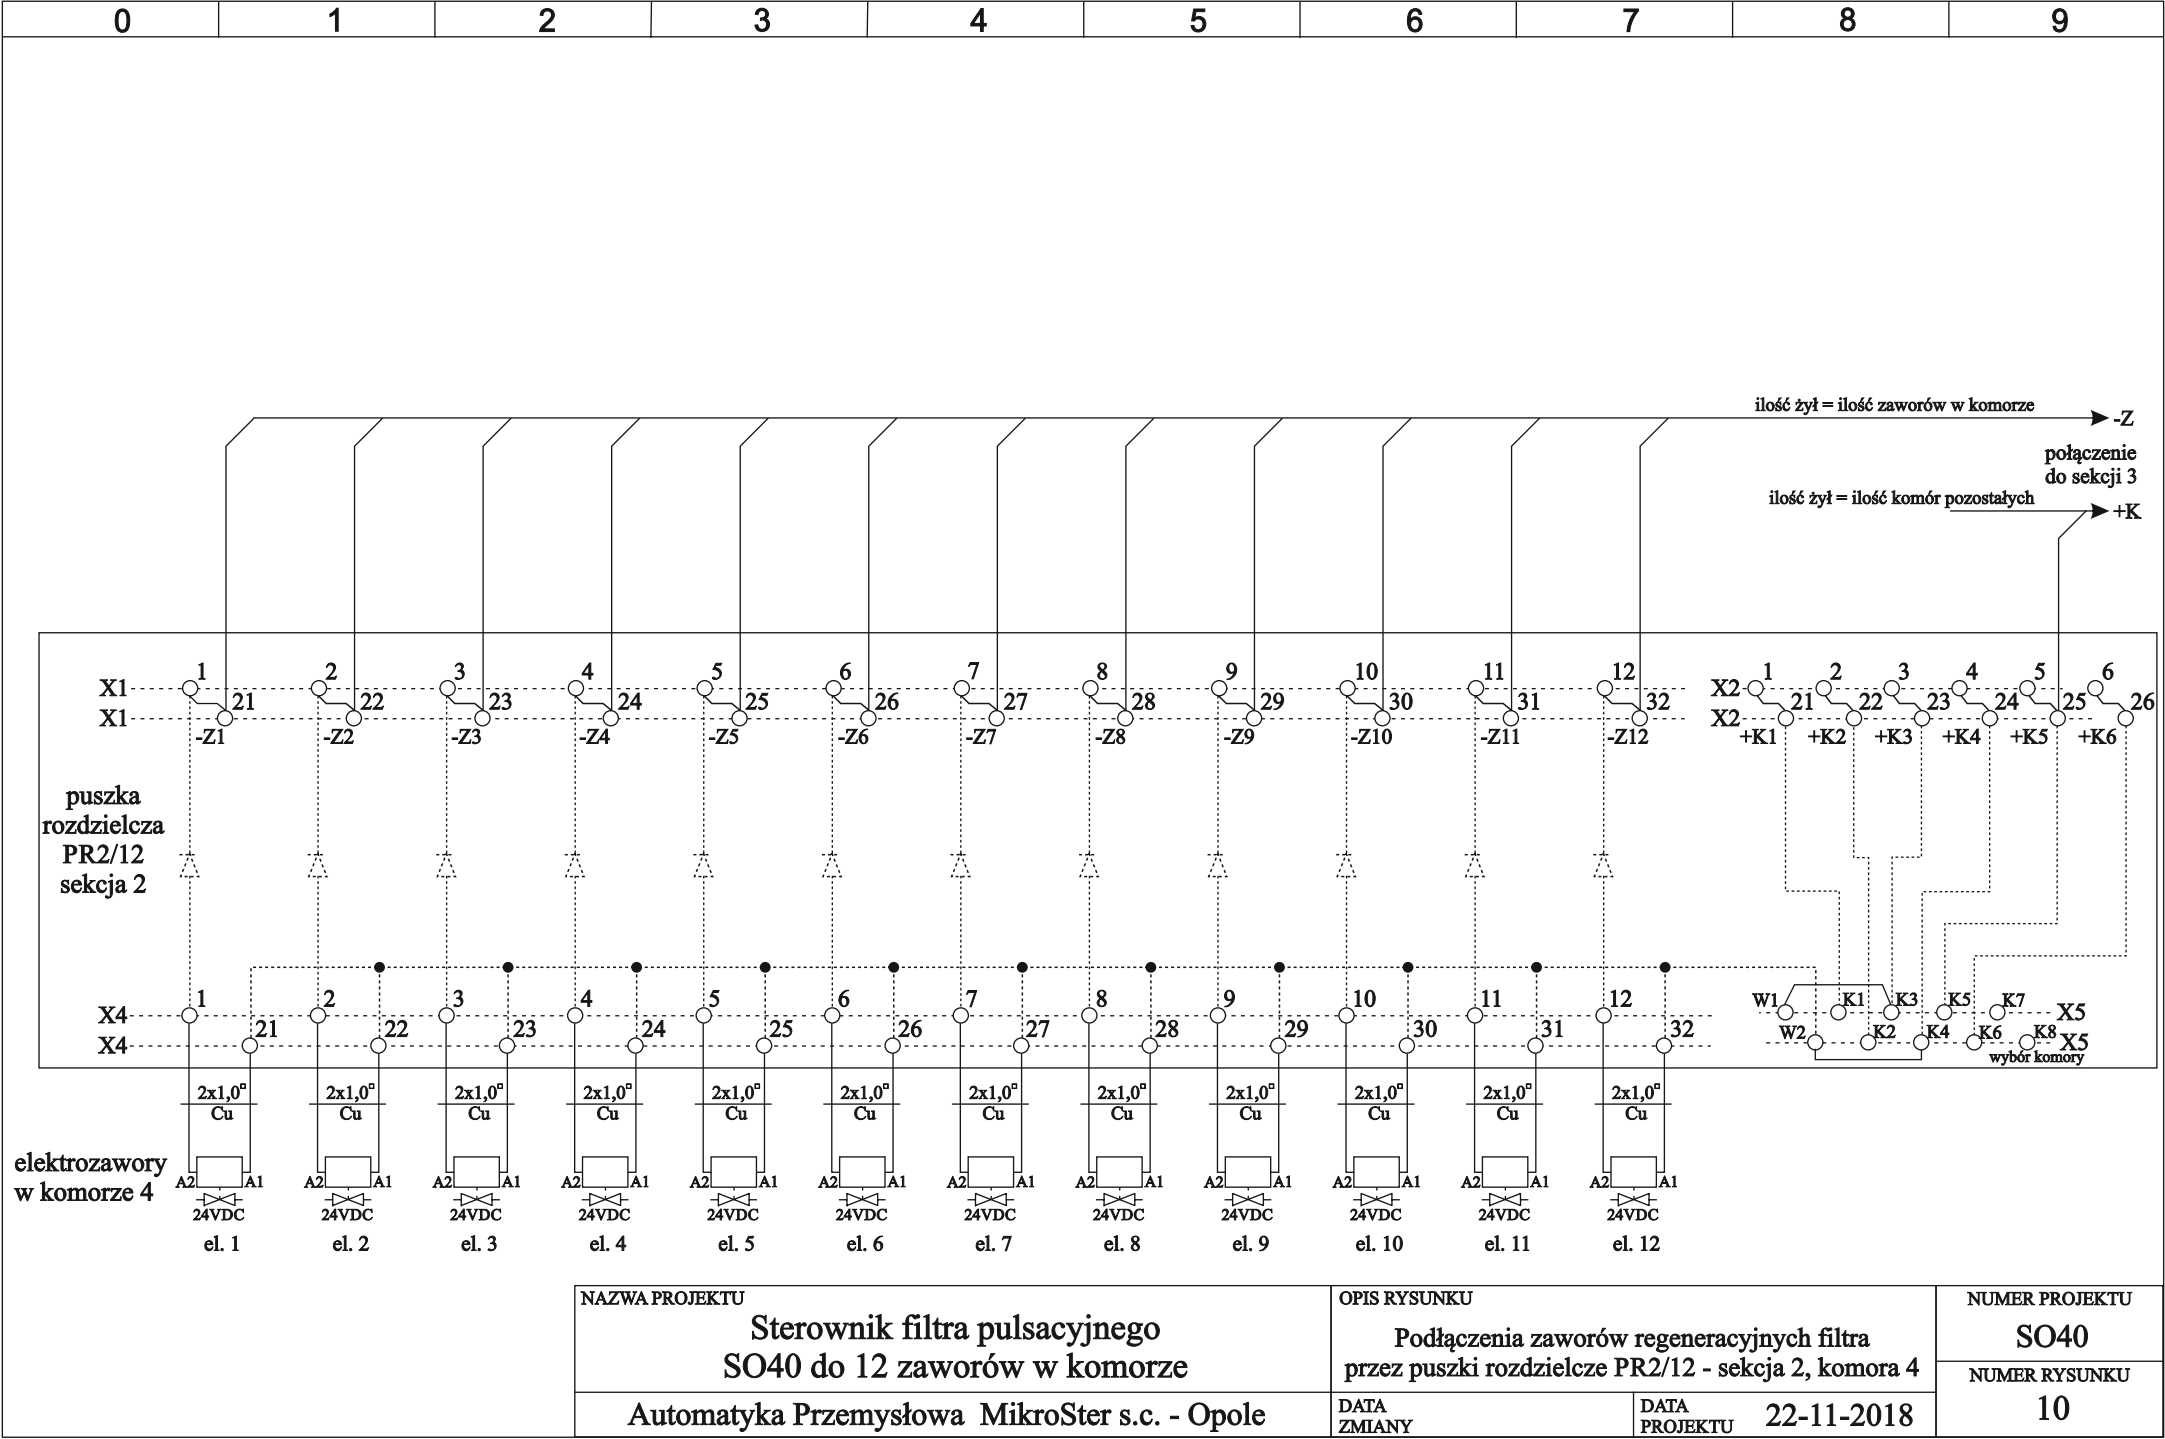 0 1 2 3 4 5 6 7 8 9
ilość żył = ilość zaworów w komorze
-Z
połączenie
do sekcji 3
ilość żył = ilość komór pozostałych
+K
1 2 3 4 5 6 7 8 9 10 11 12 1 2 3 4 5 6
X1 X2
21 22 23 24 25 26 27 28 29 30 31 32 21 22 23 24 25 26
X1 X2
-Z1 -Z2 -Z3 -Z4 -Z5 -Z6 -Z7 -Z8 -Z9 -Z10 -Z11 -Z12 +K1 +K2 +K3 +K4 +K5 +K6
puszka
rozdzielcza
PR2/12
sekcja 2
1 2 3 4 5 6 7 8 9 10 11 12 W1 K1 K3 K5 K7
X4 X5
21 22 23 24 25 26 27 28 29 30 31 32 W2 K2 K4 K6 K8
X4 X5
wybór komory
2x1,0¤ 2x1,0¤ 2x1,0¤ 2x1,0¤ 2x1,0¤ 2x1,0¤ 2x1,0¤ 2x1,0¤ 2x1,0¤ 2x1,0¤ 2x1,0¤ 2x1,0¤
Cu Cu Cu Cu Cu Cu Cu Cu Cu Cu Cu Cu
elektrozawory
w komorze 4
A2 A1 A2 A1 A2 A1 A2 A1 A2 A1 A2 A1 A2 A1 A2 A1 A2 A1 A2 A1 A2 A1 A2 A1
24VDC 24VDC 24VDC 24VDC 24VDC 24VDC 24VDC 24VDC 24VDC 24VDC 24VDC 24VDC
el. 1 el. 2 el. 3 el. 4 el. 5 el. 6 el. 7 el. 8 el. 9 el. 10 el. 11 el. 12
NAZWA PROJEKTU
Sterownik filtra pulsacyjnego
SO40 do 12 zaworów w komorze
Automatyka Przemysłowa MikroSter s.c. - Opole
OPIS RYSUNKU
Podłączenia zaworów regeneracyjnych filtra
przez puszki rozdzielcze PR2/12 - sekcja 2, komora 4
DATA
ZMIANY
DATA
PROJEKTU
22-11-2018
NUMER PROJEKTU
SO40
NUMER RYSUNKU
10